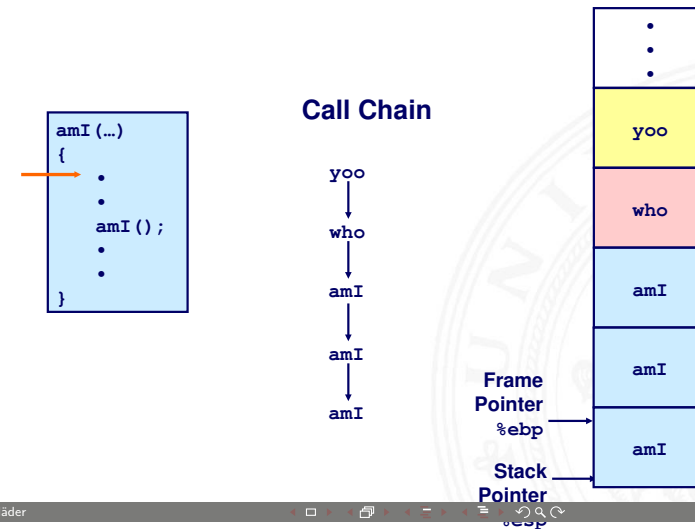 amI(…)
{
•
•
amI();
•
•
}
Call Chain
yoo
who
amI
amI
amI
•
•
•
yoo
who
amI
amI
amI
Frame
Pointer
%ebp
Stack
Pointer
%esp
äder